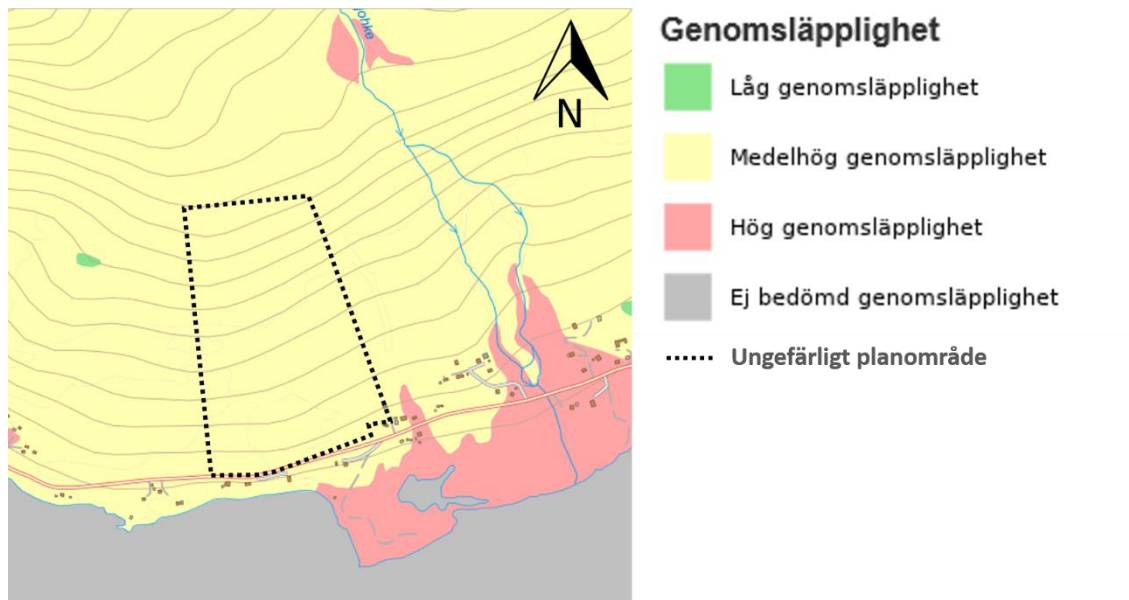 N
Genomsläpplighet
Låg genomsläpplighet
Medelhög genomsläpplighet
Hög genomsläpplighet
Ej bedömd genomsläpplighet
Ungefärligt planområde